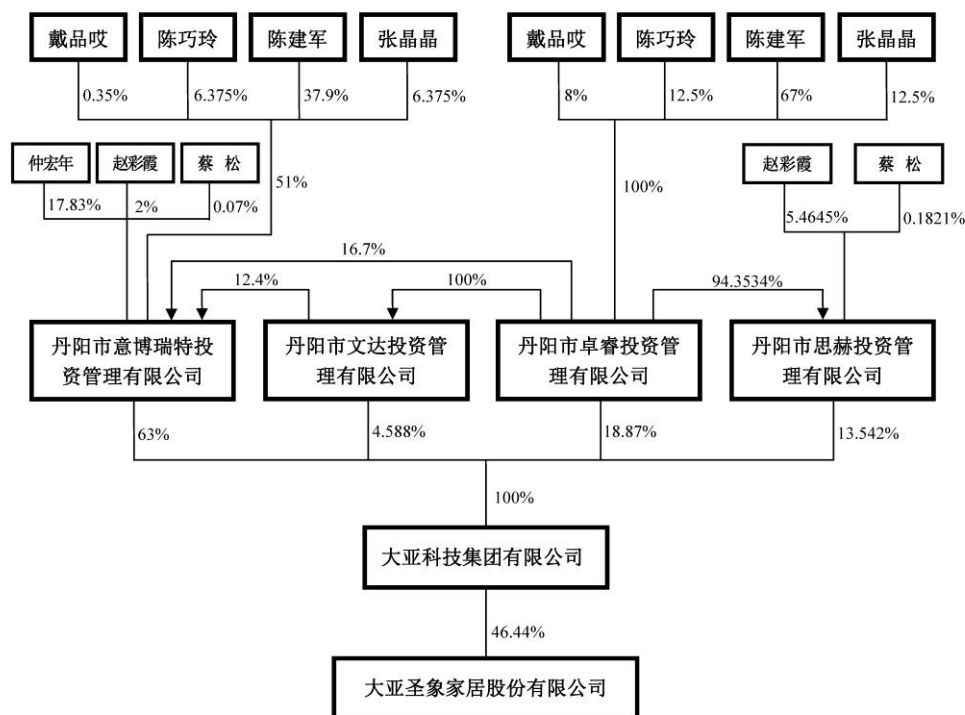 戴品哎 陈巧玲 陈建军 张晶晶 戴品哎 陈巧玲 陈建军 张晶晶
0.35% 6.375% 37.9% 6.375% 8% 12.5% 67% 12.5%
仲宏年 赵彩霞 蔡 松 51% 100% 赵彩霞 蔡 松
17.83% 2% 0.07% 5.4645% 0.1821%
16.7%
12.4% 100% 94.3534%
丹阳市意博瑞特投
资管理有限公司
丹阳市文达投资管
理有限公司
丹阳市卓睿投资管
理有限公司
丹阳市思赫投资管
理有限公司
63% 4.588% 18.87% 13.542%
100%
大亚科技集团有限公司
46.44%
大亚圣象家居股份有限公司